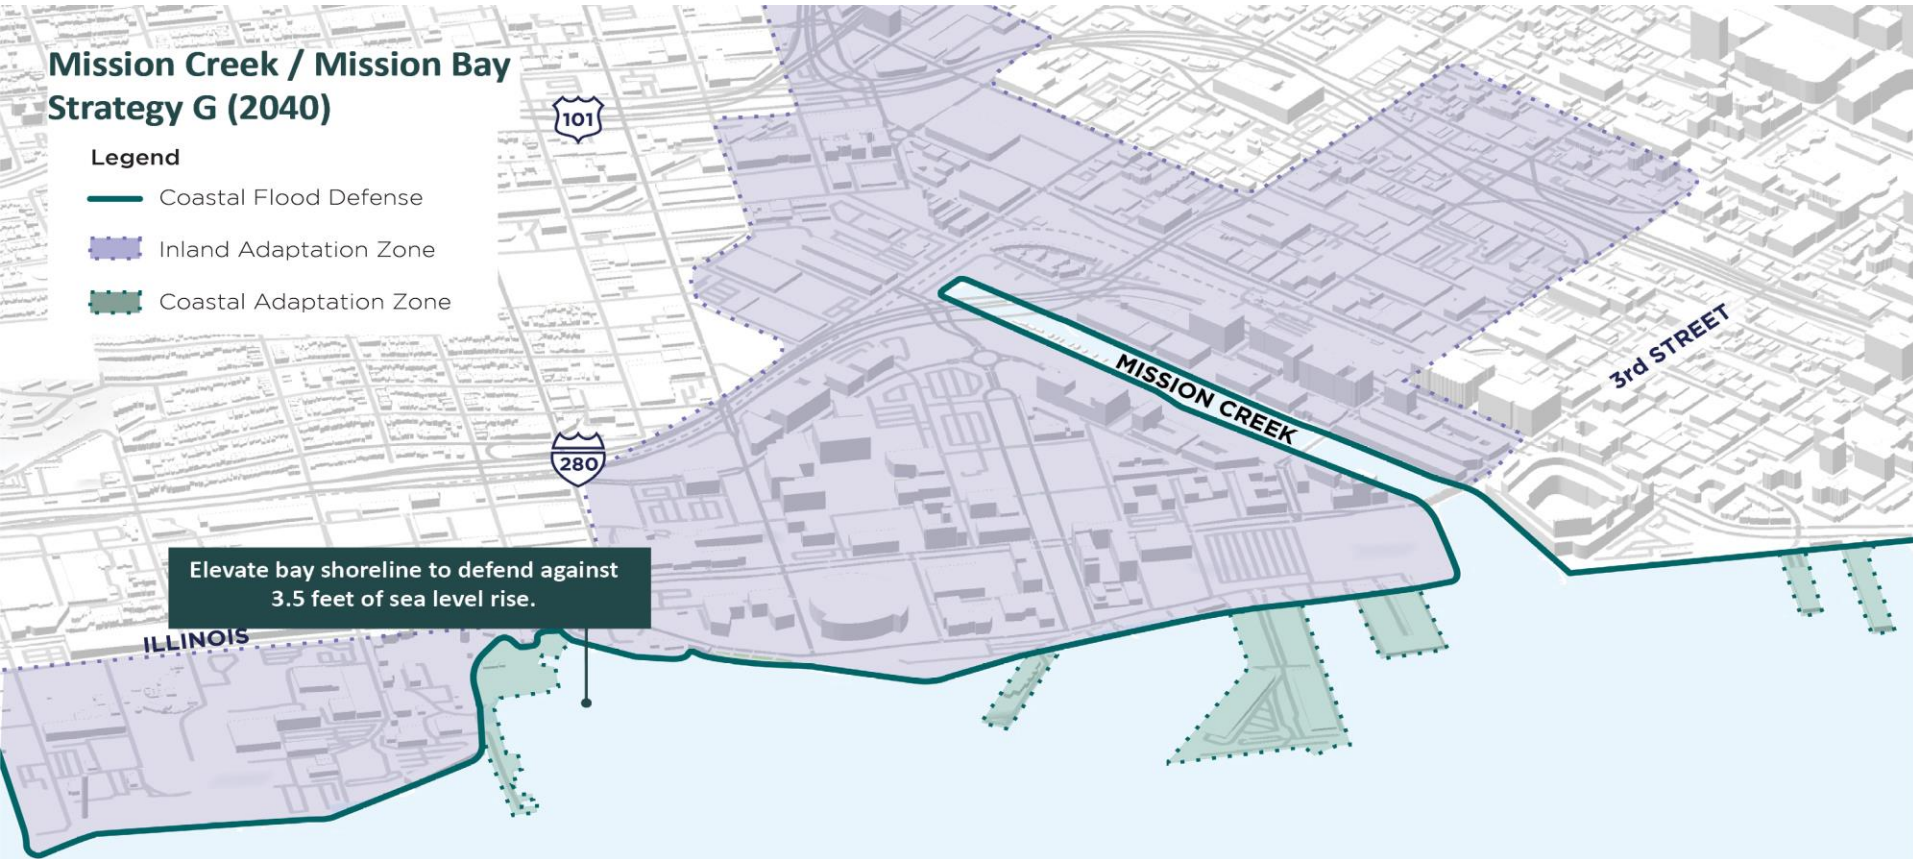 Mission Creek / Mission Bay
Strategy G (2040)
Legend
Coastal Flood Defense
Inland Adaptation Zone
Coastal Adaptation Zone
101
280
3rd STREET
MISSION CREEK
Elevate bay shoreline to defend against
3.5 feet of sea level rise.
ILLINOIS